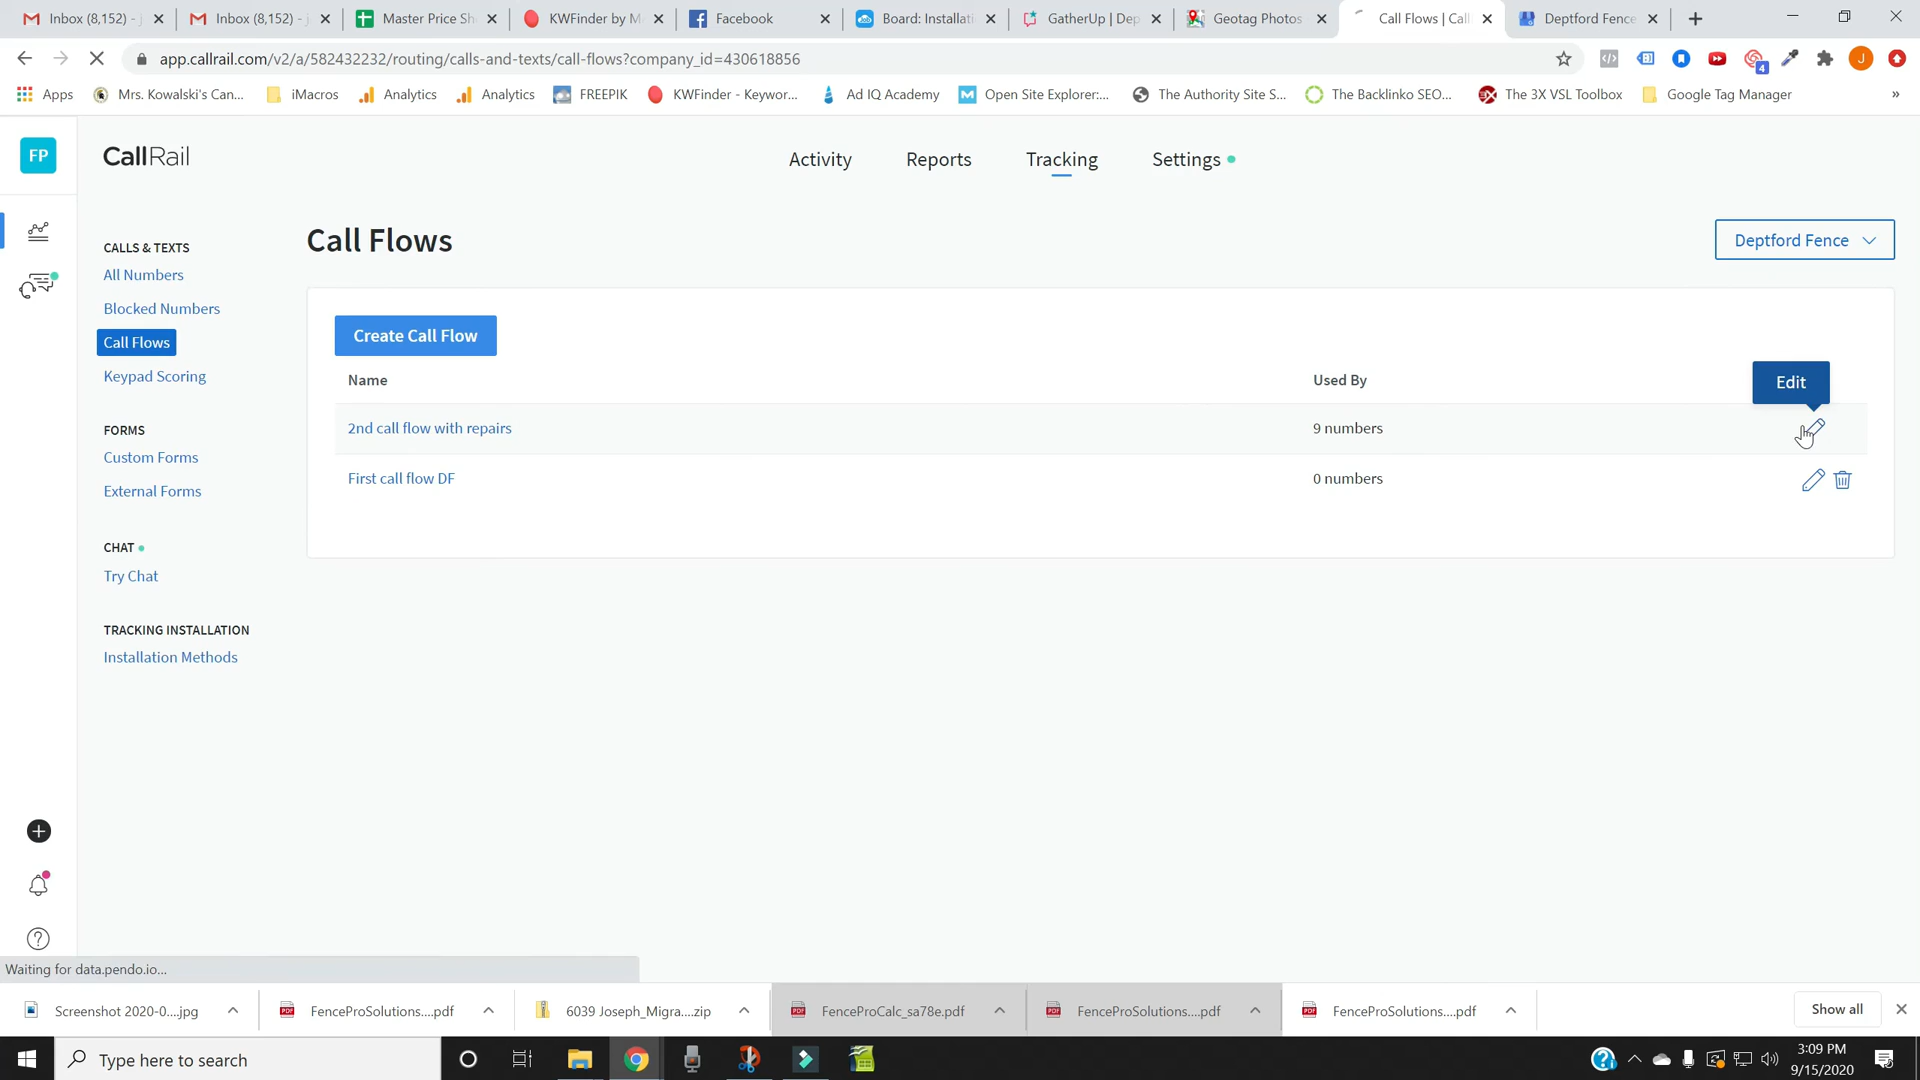 Inbox (8,152) - j
Inbox (8,152) - j
Master Price Sh
KWFinder by M
Facebook
Board: Installati
GatherUp | Dep
Geotag Photos
Call Flows | Call
Deptford Fence
app.callrail.com/v2/a/582432232/routing/calls-and-texts/call-flows?company_id=430618856
4
J
Apps
Mrs. Kowalski's Can...
iMacros
Analytics
Analytics
FREEPIK
KWFinder - Keywor...
Ad IQ Academy
Open Site Explorer:...
The Authority Site S...
The Backlinko SEO...
The 3X VSL Toolbox
Google Tag Manager
»
FP
CallRail
Activity
Reports
Tracking
Settings
CALLS & TEXTS
All Numbers
Blocked Numbers
Call Flows
Keypad Scoring
FORMS
Custom Forms
External Forms
CHAT
Try Chat
TRACKING INSTALLATION
Installation Methods
Call Flows
Deptford Fence
Create Call Flow
Name
Used By
Edit
2nd call flow with repairs
9 numbers
First call flow DF
0 numbers
Waiting for data.pendo.io...
Screenshot 2020-0....jpg
FenceProSolutions....pdf
6039 Joseph_Migra....zip
FenceProCalc_sa78e.pdf
FenceProSolutions....pdf
FenceProSolutions....pdf
Show all
Type here to search
3:09 PM
9/15/2020